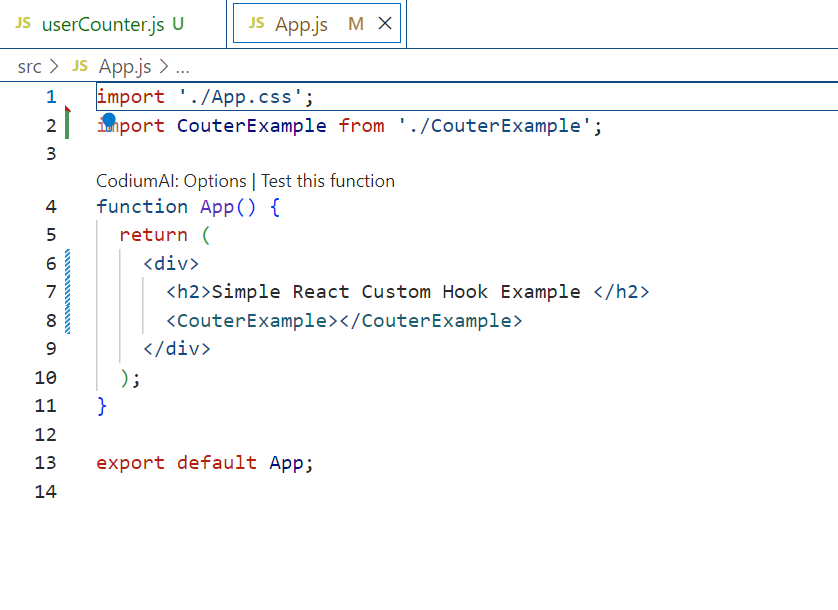 JS userCounter.js U JS App.js M
src > JS App.js > ...
1 import './App.css';
2 import CouterExample from './CouterExample';
3
CodiumAI: Options | Test this function
4 function App() {
5 return (
6 <div>
7 <h2>Simple React Custom Hook Example </h2>
8 <CouterExample></CouterExample>
9 </div>
10 );
11 }
12
13 export default App;
14